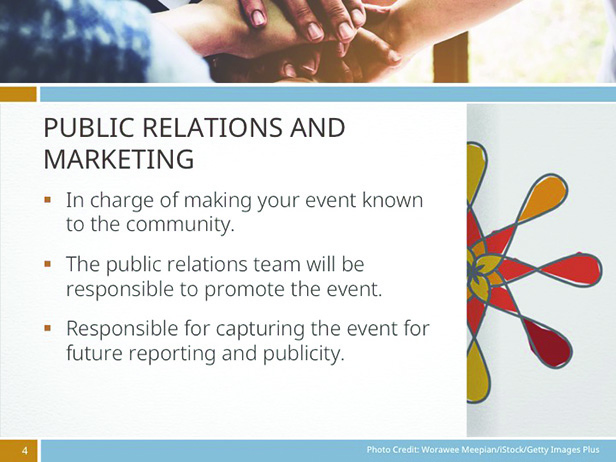 PUBLIC RELATIONS AND
MARKETING
▪ In charge of making your event known
to the community.
▪ The public relations team will be
responsible to promote the event.
▪ Responsible for capturing the event for
future reporting and publicity.
4
Photo Credit: Worawee Meepian/iStock/Getty Images Plus